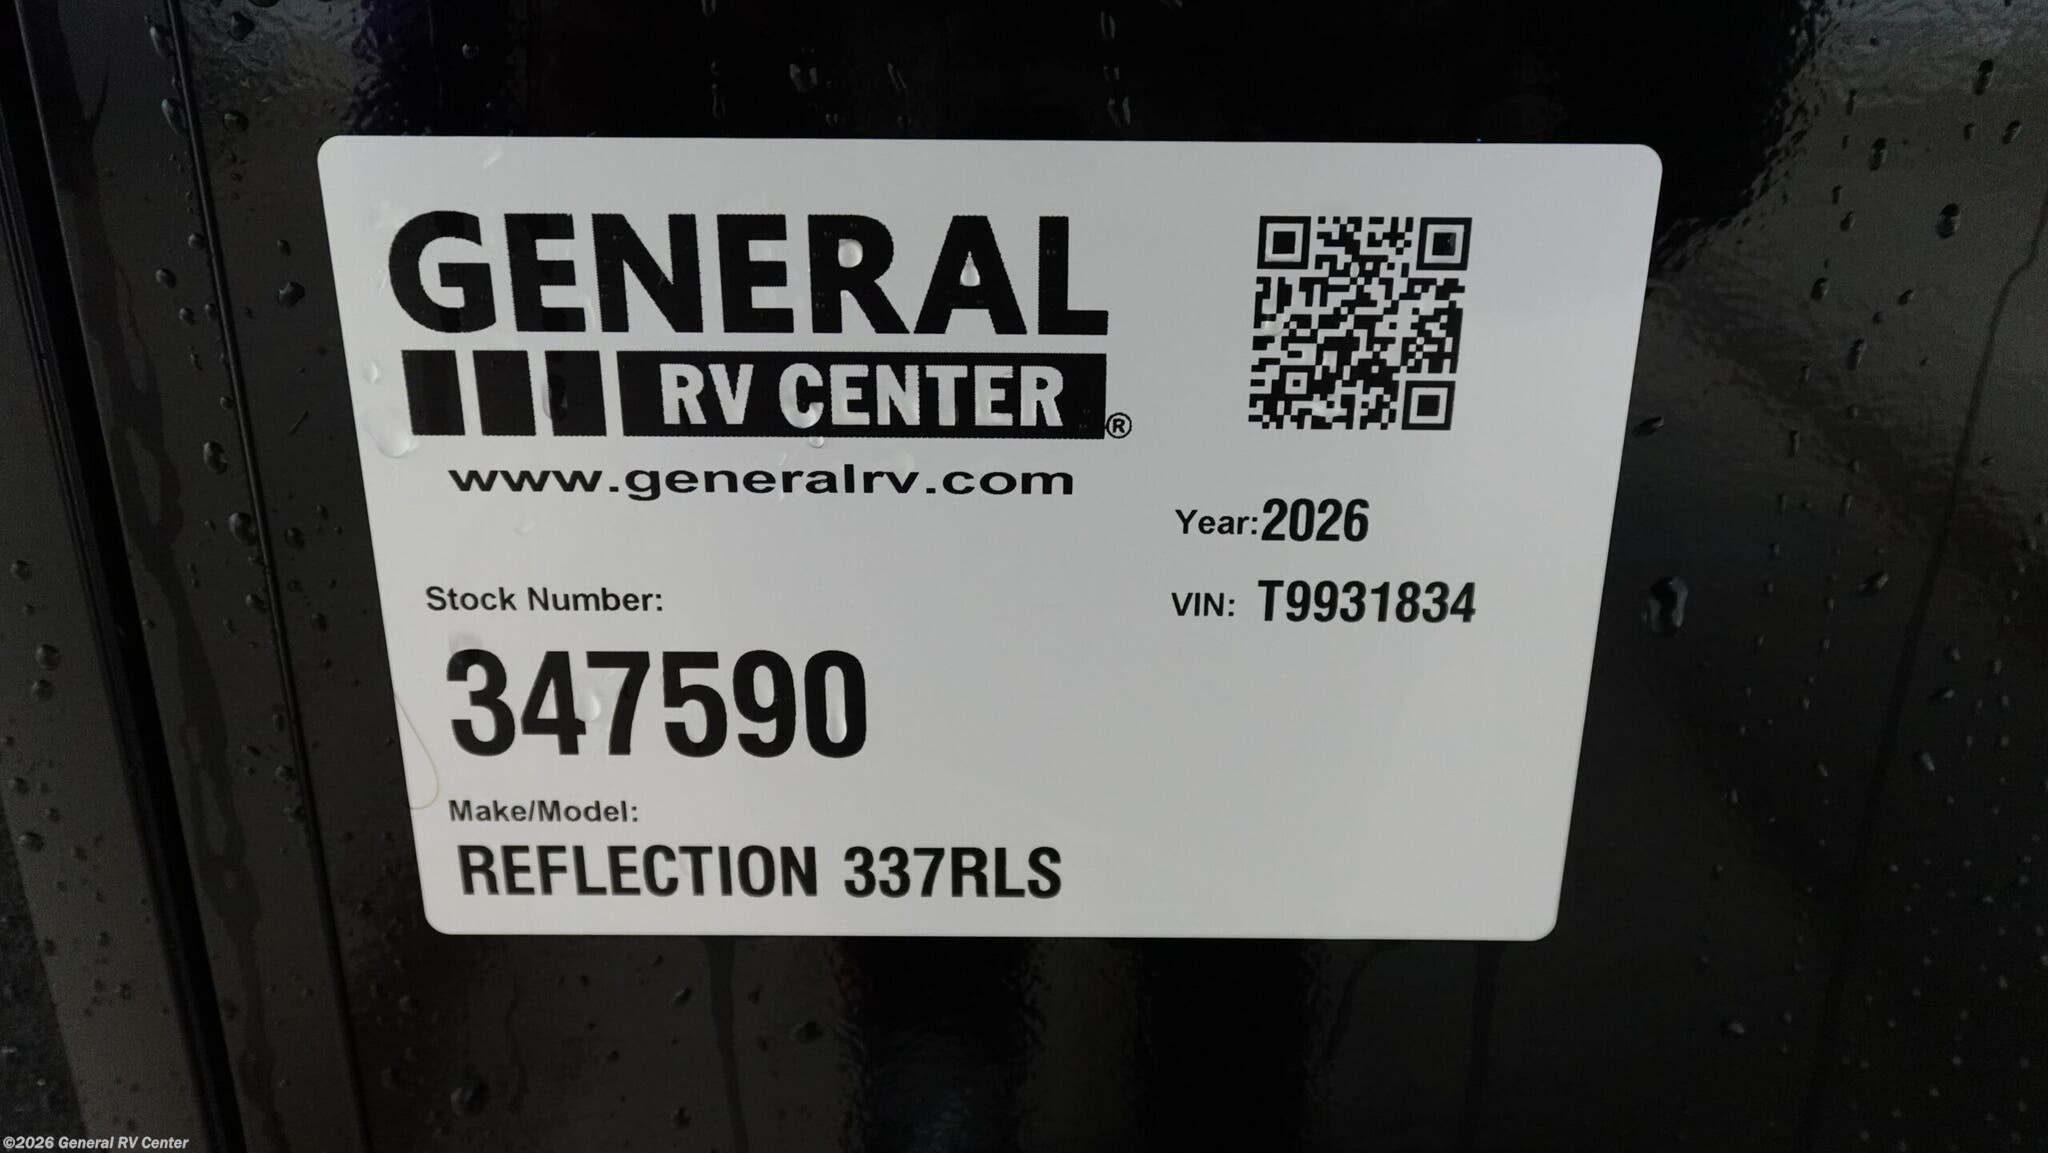 GENERAL
RV CENTER®
www.generalrv.com
Year: 2026
VIN: T9931834
Stock Number:
347590
Make/Model:
REFLECTION 337RLS
©2026 General RV Center